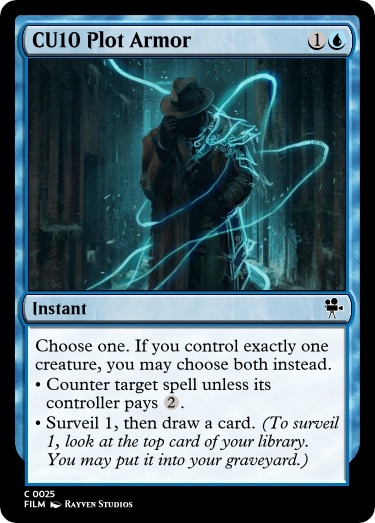 CU10 Plot Armor 1
Instant
Choose one. If you control exactly one
creature, you may choose both instead.
• Counter target spell unless its
controller pays 2.
• Surveil 1, then draw a card. (To surveil
1, look at the top card of your library.
You may put it into your graveyard.)
C 0025
FILM Rayven Studios